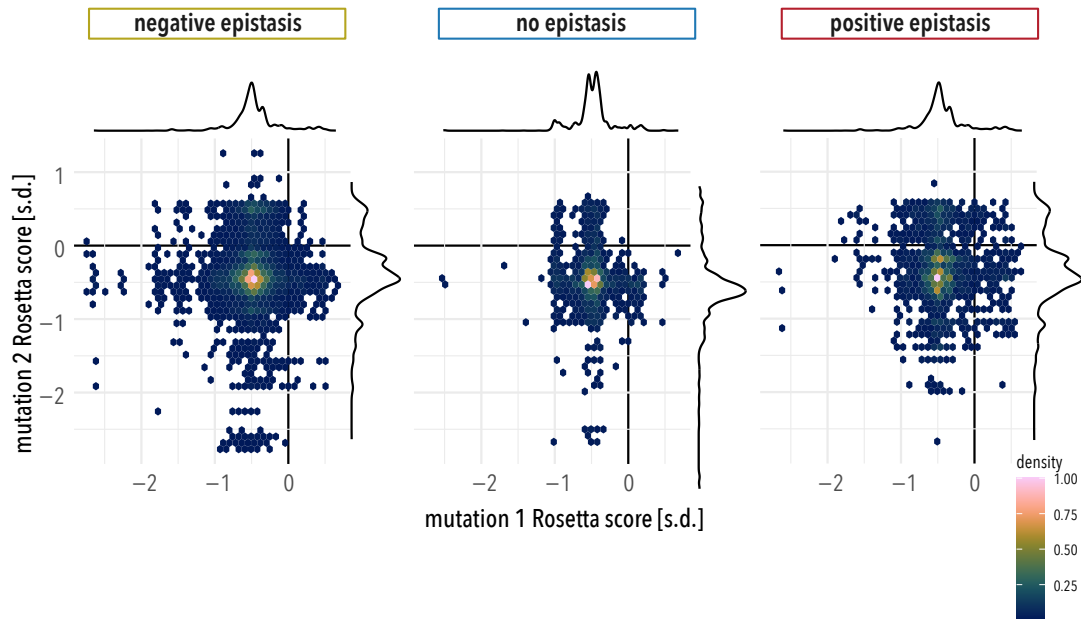 negative epistasis
no epistasis
positive epistasis
mutation 2 Rosetta score [s.d.]
1
0
−1
−2
−2 −1 0
−2 −1 0
−2 −1 0
mutation 1 Rosetta score [s.d.]
density
1.00
0.75
0.50
0.25